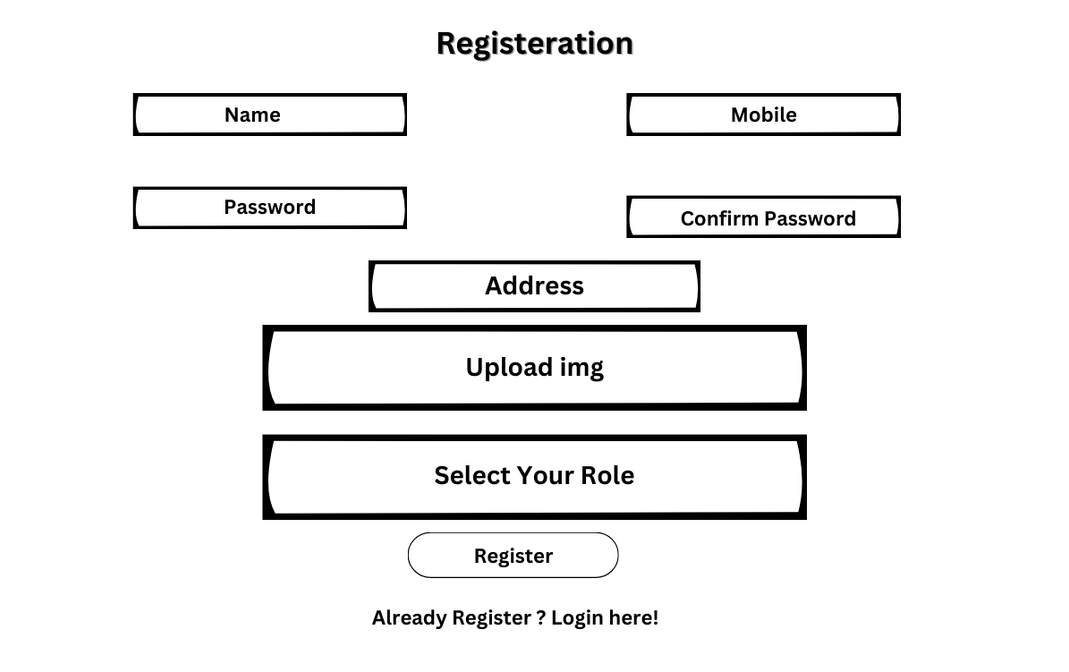 Registeration
Name
Mobile
Password
Confirm Password
Address
Upload img
Select Your Role
Register
Already Register ? Login here!